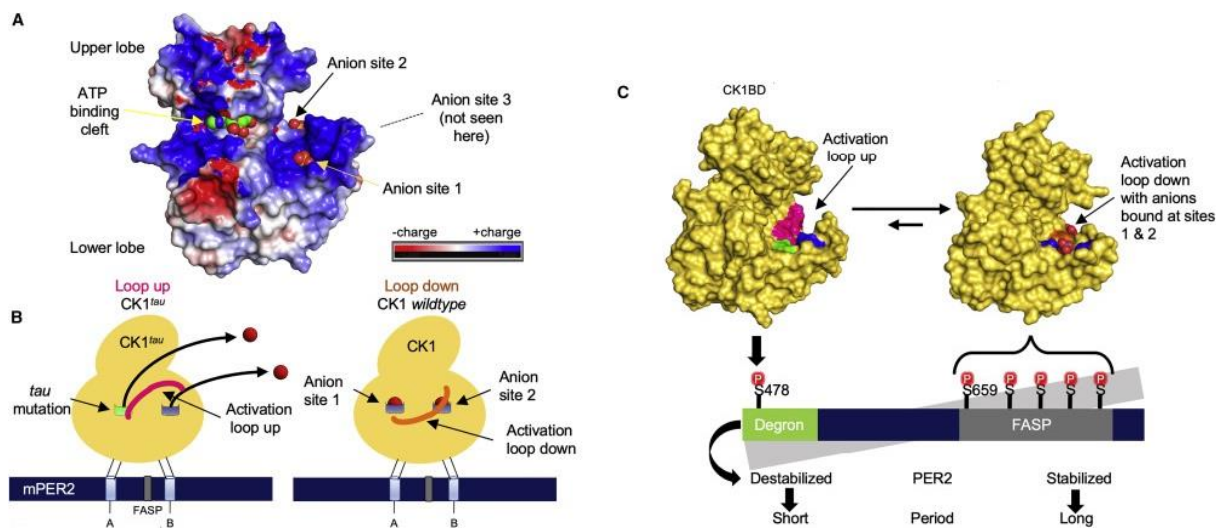 A
Upper lobe
ATP
binding
cleft
Lower lobe
Anion site 2
Anion site 3
(not seen
here)
Anion site 1
-charge +charge
B
Loop up
CK1tau
CK1tau
tau
mutation
Activation
loop up
mPER2
FASP
A B
Loop down
CK1 wildtype
CK1
Anion
site 1
Anion
site 2
Activation
loop down
A B
C
CK1BD
Activation
loop up
Activation
loop down
with anions
bound at sites
1 & 2
P P P P P P
S478 S659 S S S S
Degron FASP
Destabilized PER2 Stabilized
Short Period Long